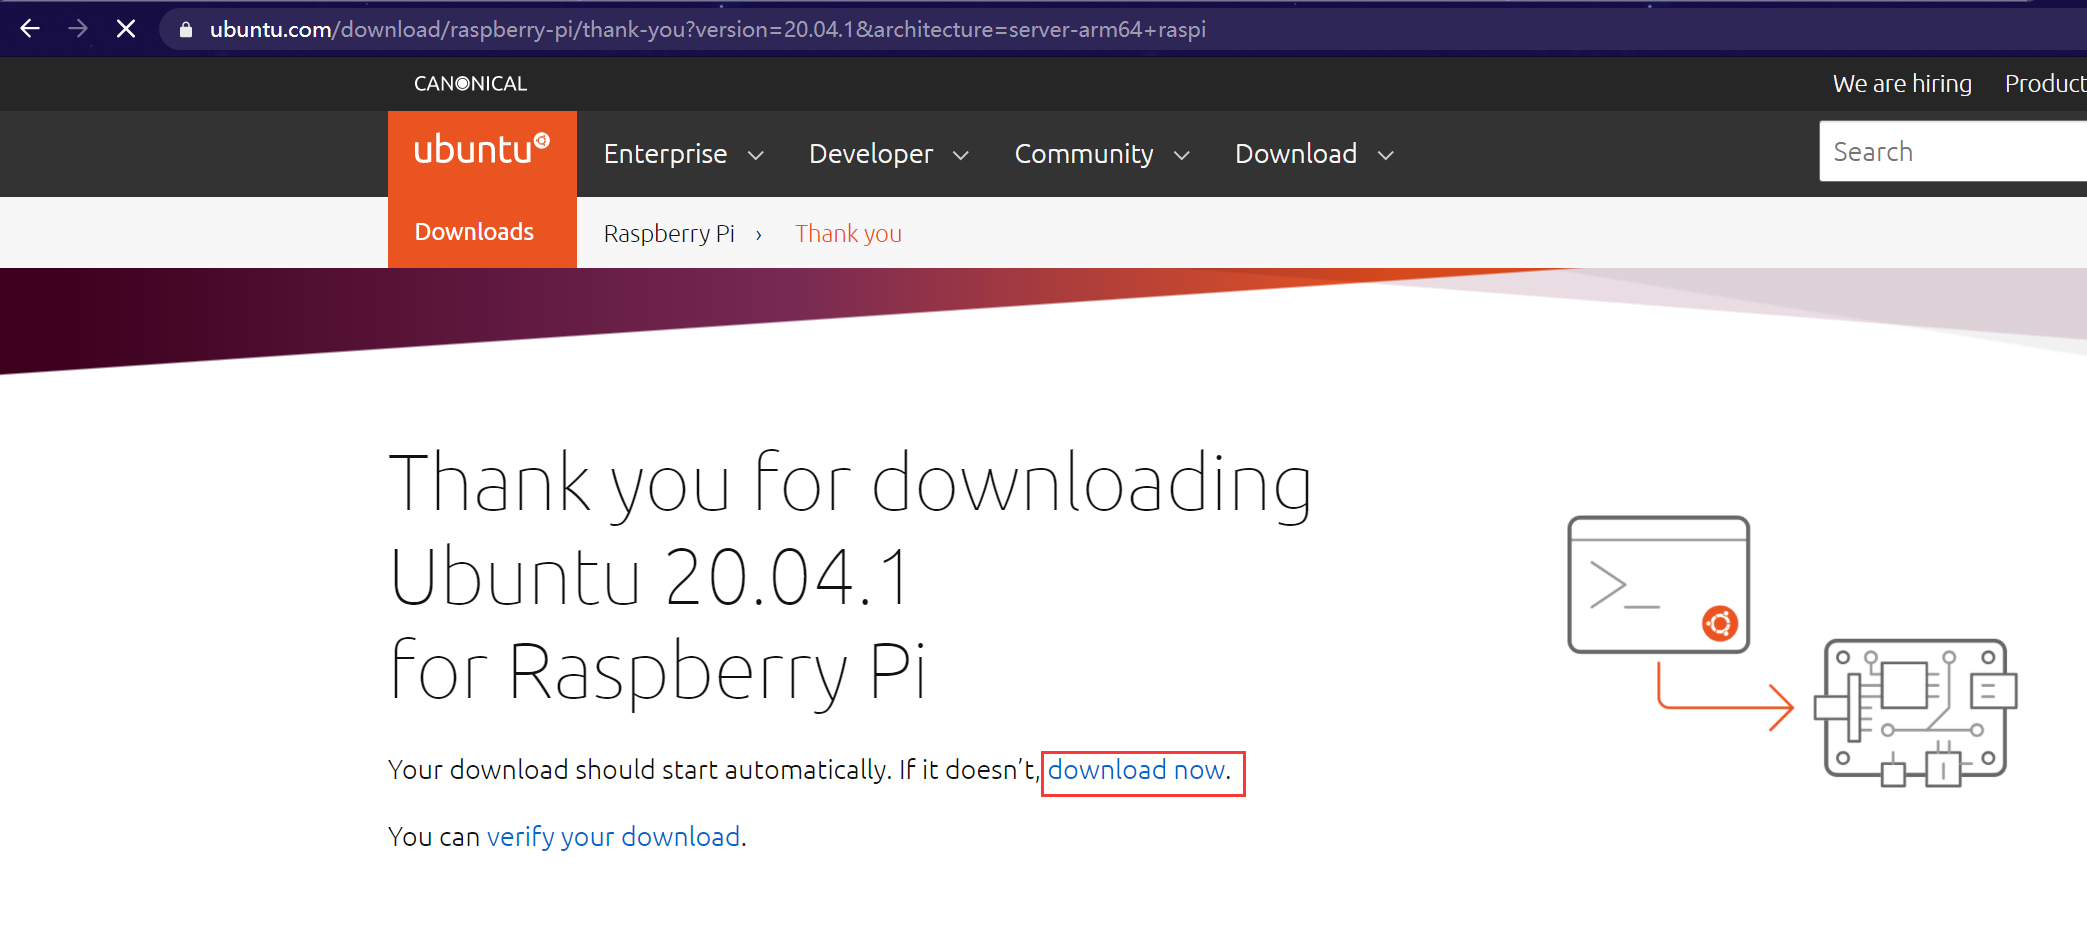 ubuntu.com/download/raspberry-pi/thank-you?version=20.04.1&architecture=server-arm64+raspi
CANONICAL
We are hiring Product
ubuntu
Enterprise
Developer
Community
Download
Search
Downloads
Raspberry Pi › Thank you
Thank you for downloading
Ubuntu 20.04.1
for Raspberry Pi
>_
Your download should start automatically. If it doesn’t, download now.
You can verify your download.